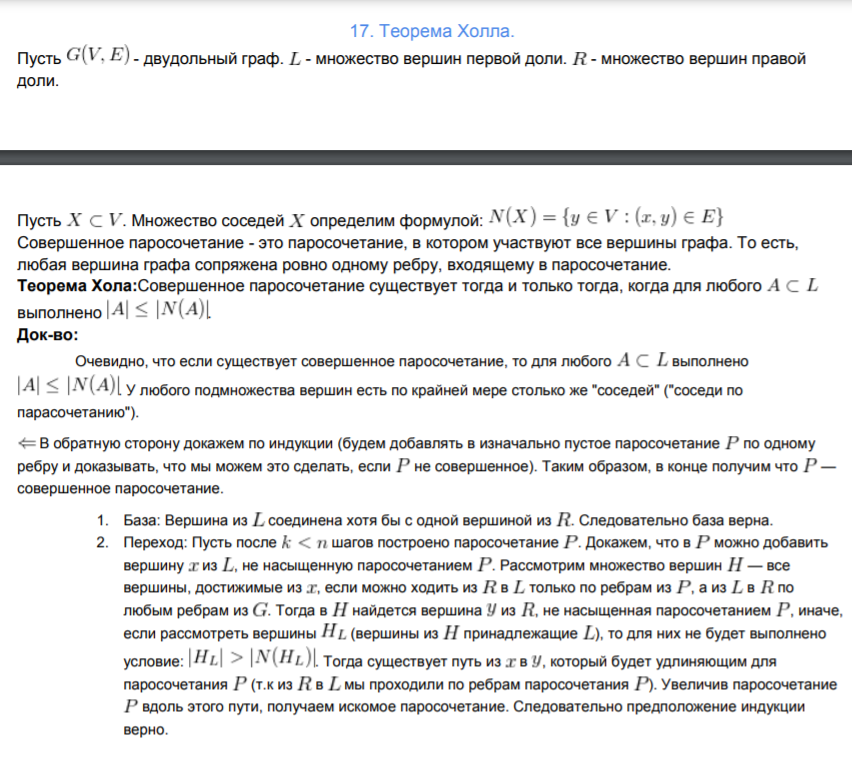 17. Теорема Холла.
Пусть G(V, E) - двудольный граф. L - множество вершин первой доли. R - множество вершин правой
доли.
Пусть X ⊂ V. Множество соседей X определим формулой: N(X) = {y ∈ V : (x, y) ∈ E}
Совершенное паросочетание - это паросочетание, в котором участвуют все вершины графа. То есть,
любая вершина графа сопряжена ровно одному ребру, входящему в паросочетание.
Теорема Хола:Совершенное паросочетание существует тогда и только тогда, когда для любого A ⊂ L
выполнено |A| ≤ |N(A)|.
Док-во:
Очевидно, что если существует совершенное паросочетание, то для любого A ⊂ L выполнено
|A| ≤ |N(A)|. У любого подмножества вершин есть по крайней мере столько же "соседей" ("соседи по
парасочетанию").
⇐ В обратную сторону докажем по индукции (будем добавлять в изначально пустое паросочетание P по одному
ребру и доказывать, что мы можем это сделать, если P не совершенное). Таким образом, в конце получим что P —
совершенное паросочетание.
1. База: Вершина из L соединена хотя бы с одной вершиной из R. Следовательно база верна.
2. Переход: Пусть после k < n шагов построено паросочетание P. Докажем, что в P можно добавить
вершину x из L, не насыщенную паросочетанием P. Рассмотрим множество вершин H — все
вершины, достижимые из x, если можно ходить из R в L только по ребрам из P, а из L в R по
любым ребрам из G. Тогда в H найдется вершина y из R, не насыщенная паросочетанием P, иначе,
если рассмотреть вершины H_L (вершины из H принадлежащие L), то для них не будет выполнено
условие: |H_L| > |N(H_L)|. Тогда существует путь из x в y, который будет удлиняющим для
паросочетания P (т.к из R в L мы проходили по ребрам паросочетания P). Увеличив паросочетание
P вдоль этого пути, получаем искомое паросочетание. Следовательно предположение индукции
верно.